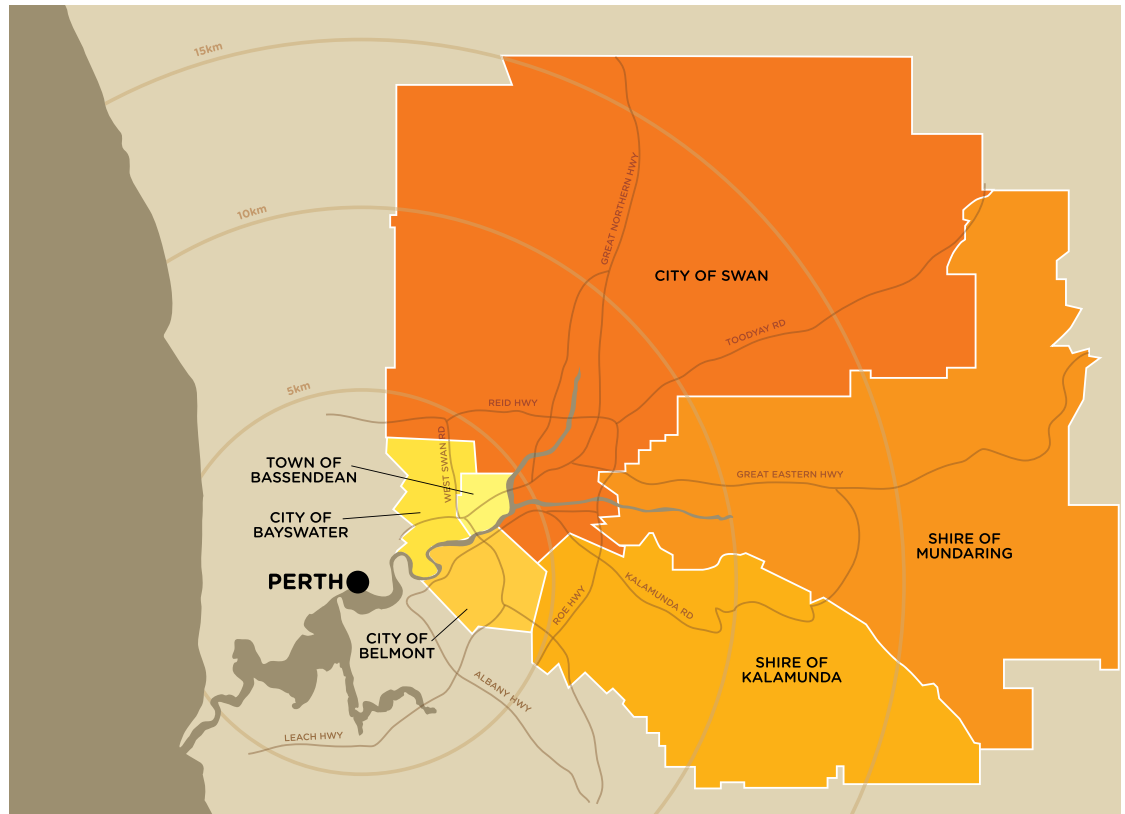 15km
10km
5km
GREAT NORTHERN HWY
CITY OF SWAN
TOODYAY RD
REID HWY
WEST SWAN RD
TOWN OF
BASSENDEAN
GREAT EASTERN HWY
CITY OF
BAYSWATER
SHIRE OF
MUNDARING
PERTH
KALAMUNDA RD
ROE HWY
CITY OF
BELMONT
SHIRE OF
KALAMUNDA
ALBANY HWY
LEACH HWY